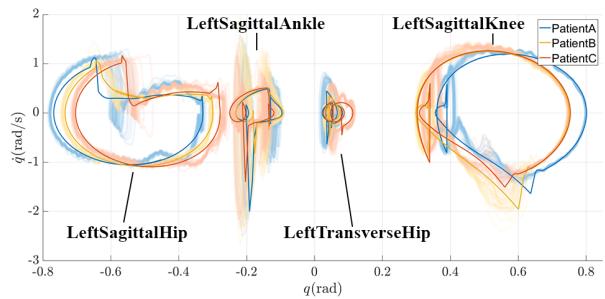 LeftSagittalAnkle
LeftSagittalKnee
PatientA
PatientB
PatientC
2
1
0
-1
-2
-3
q̇(rad/s)
LeftSagittalHip
LeftTransverseHip
-0.8
-0.6
-0.4
-0.2
0
0.2
0.4
0.6
0.8
q(rad)